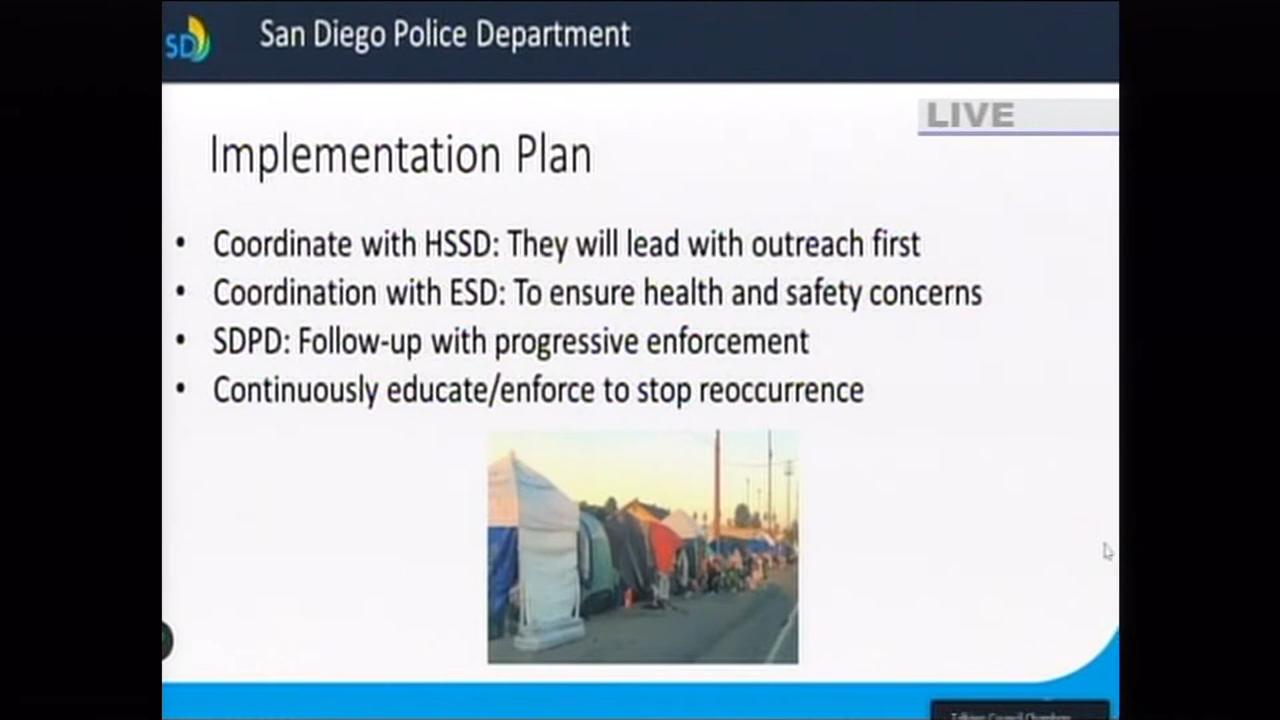 SD
San Diego Police Department
LIVE
Implementation Plan
• Coordinate with HSSD: They will lead with outreach first
• Coordination with ESD: To ensure health and safety concerns
• SDPD: Follow-up with progressive enforcement
• Continuously educate/enforce to stop reoccurrence